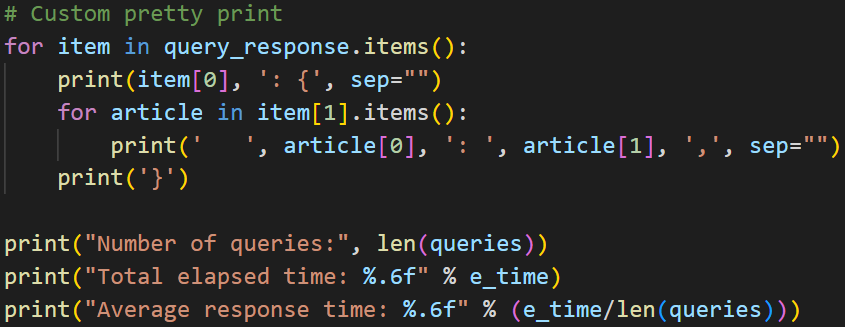 # Custom pretty print
for item in query_response.items():
    print(item[0], ': {', sep="")
    for article in item[1].items():
        print('   ', article[0], ': ', article[1], ',', sep="")
    print('}')

print("Number of queries:", len(queries))
print("Total elapsed time: %.6f" % e_time)
print("Average response time: %.6f" % (e_time/len(queries)))